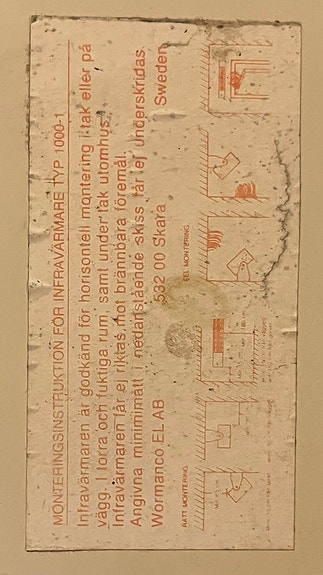 MONTERINGSINSTRUKTION FÖR INFRAVÄRMARE TYP 1000-1
Infravärmaren är godkänd för horisontell montering i tak eller på
vägg. I torra och fuktiga rum, samt under tak utomhus.
Infravärmaren får ej riktas mot brännbara föremål.
Angivna minimimått i nedanstående skiss får ej underskridas.
Wormanco EL AB 532 00 Skara Sweden
RÄTT MONTERING FEL MONTERING